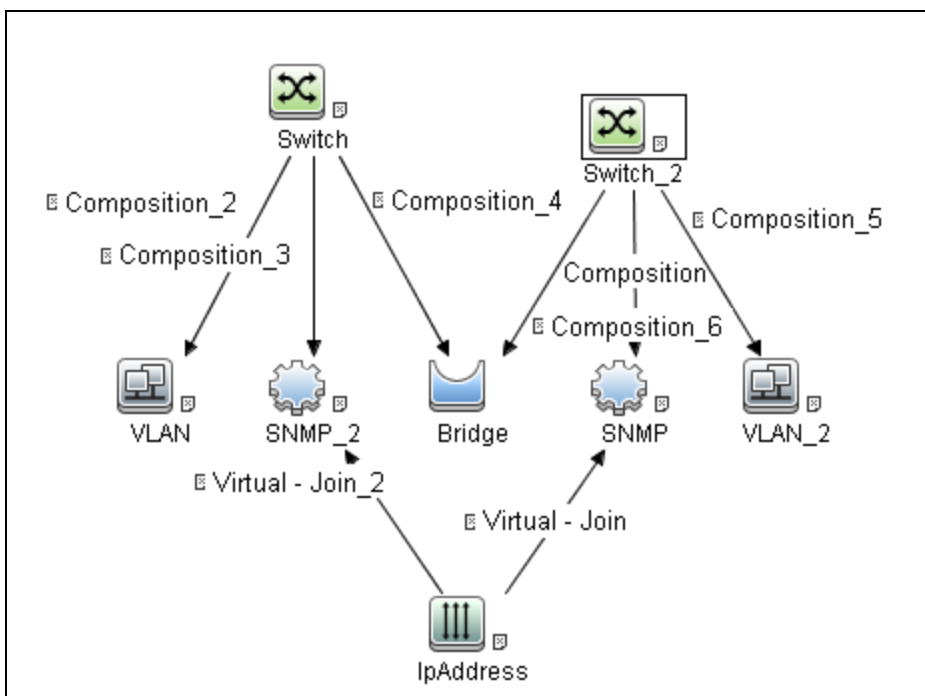 Switch
Switch_2
Composition_2
Composition_4
Composition_5
Composition_3
Composition
Composition_6
VLAN
SNMP_2
Bridge
SNMP
VLAN_2
Virtual - Join_2
Virtual - Join
IpAddress